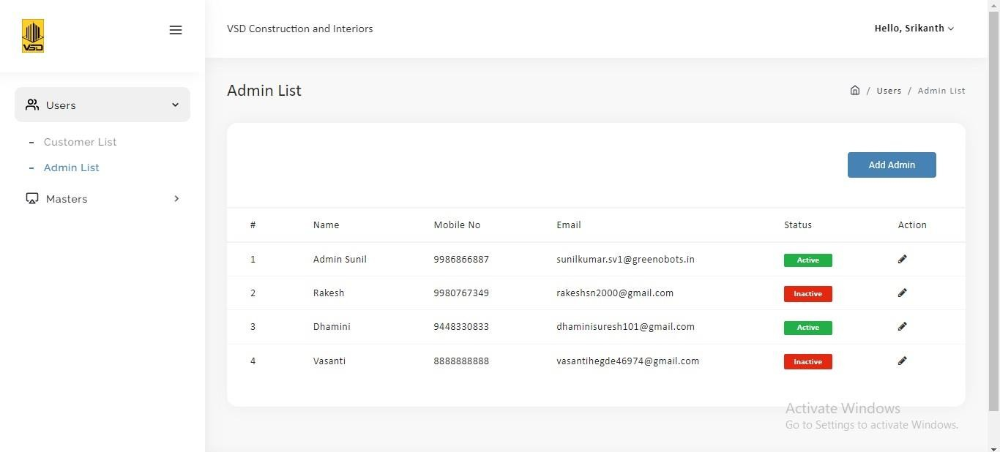 VSD
VSD Construction and Interiors
Hello, Srikanth
Users
- Customer List
- Admin List
Masters
Admin List
/ Users / Admin List
Add Admin
# Name Mobile No Email Status Action
1 Admin Sunil 9986866887 sunilkumar.sv1@greenobots.in Active
2 Rakesh 9980767349 rakeshsn2000@gmail.com Inactive
3 Dhamini 9448330833 dhaminisuresh101@gmail.com Active
4 Vasanti 8888888888 vasantihegde46974@gmail.com Inactive
Activate Windows
Go to Settings to activate Windows.